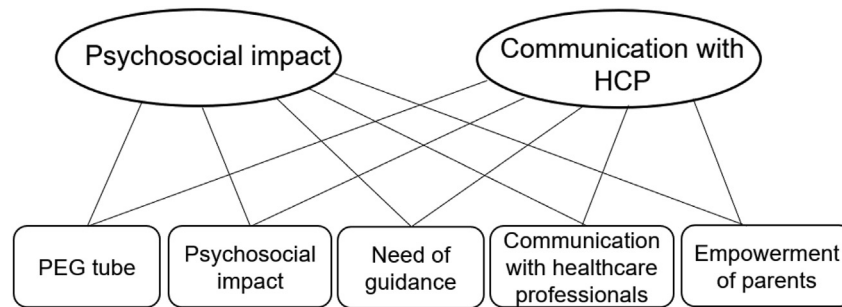 Psychosocial impact
Communication with
HCP
PEG tube
Psychosocial
impact
Need of
guidance
Communication
with healthcare
professionals
Empowerment
of parents